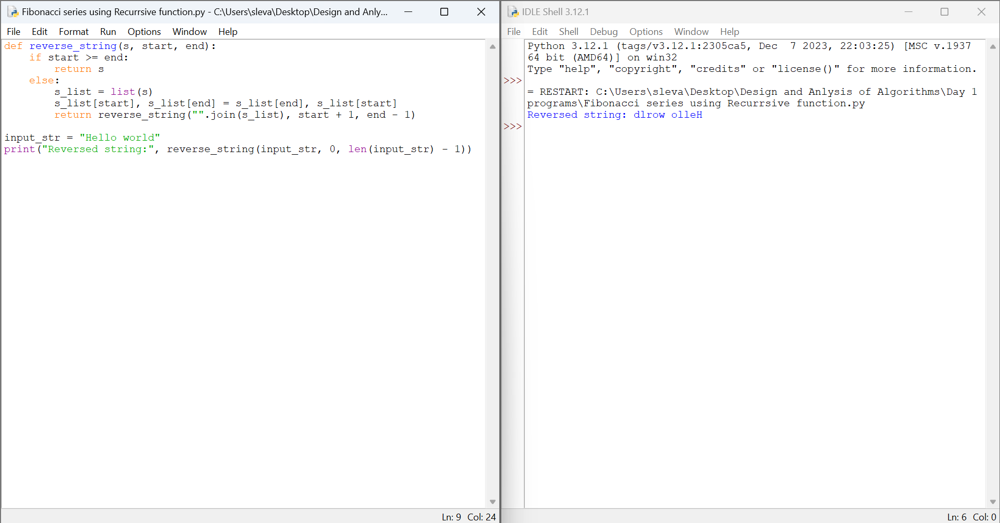 Fibonacci series using Recurrsive function.py - C:\Users\sleva\Desktop\Design and Anly...
File Edit Format Run Options Window Help
def reverse_string(s, start, end):
    if start >= end:
        return s
    else:
        s_list = list(s)
        s_list[start], s_list[end] = s_list[end], s_list[start]
        return reverse_string("".join(s_list), start + 1, end - 1)
input_str = "Hello world"
print("Reversed string:", reverse_string(input_str, 0, len(input_str) - 1))
Ln: 9 Col: 24
IDLE Shell 3.12.1
File Edit Shell Debug Options Window Help
Python 3.12.1 (tags/v3.12.1:2305ca5, Dec  7 2023, 22:03:25) [MSC v.1937
64 bit (AMD64)] on win32
Type "help", "copyright", "credits" or "license()" for more information.
>>>
= RESTART: C:\Users\sleva\Desktop\Design and Anlysis of Algorithms\Day 1
programs\Fibonacci series using Recurrsive function.py
Reversed string: dlrow olleH
>>>
Ln: 6 Col: 0